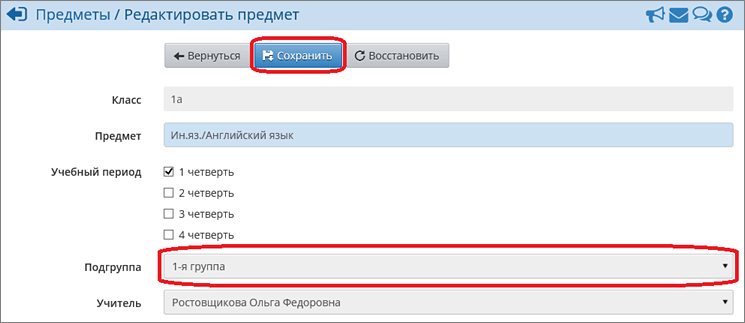 Предметы / Редактировать предмет
Вернуться Сохранить Восстановить
Класс 1а
Предмет Ин.яз./Английский язык
Учебный период 1 четверть
2 четверть
3 четверть
4 четверть
Подгруппа 1-я группа
Учитель Ростовщикова Ольга Федоровна